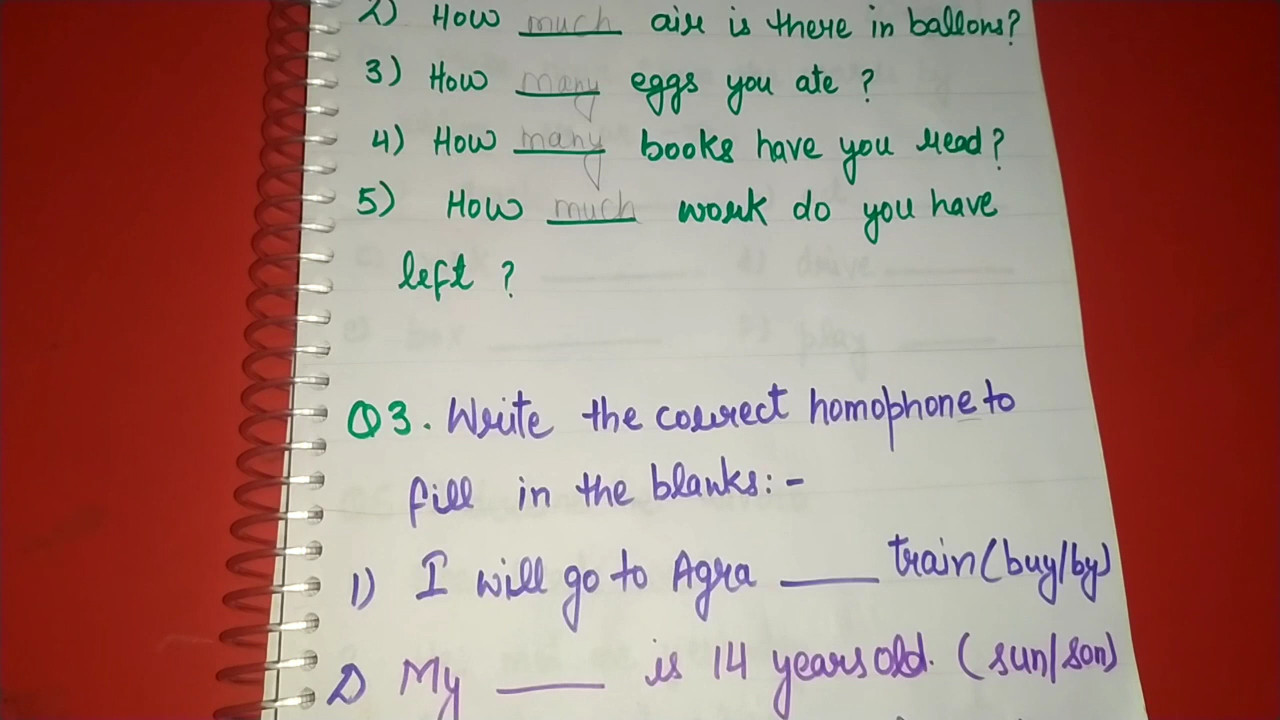 2) How much air is there in ballons?
3) How many eggs you ate ?
4) How many books have you read?
5) How much work do you have
left ?
Q3. Write the correct homophone to
fill in the blanks:-
1) I will go to Agra ____ train (buy/by)
2) My ____ is 14 years old. (sun/son)